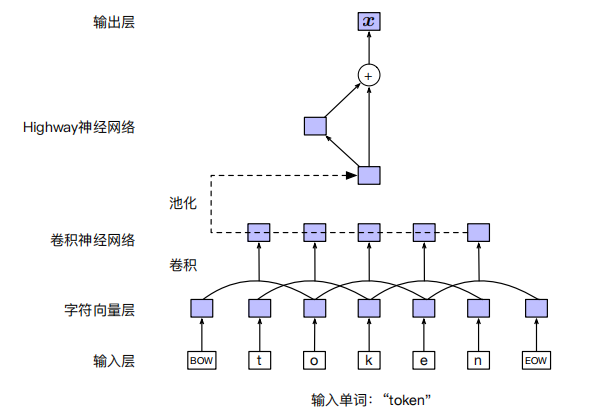 输出层
x
+
Highway神经网络
池化
卷积神经网络
卷积
字符向量层
输入层
BOW t o k e n EOW
输入单词：“token”